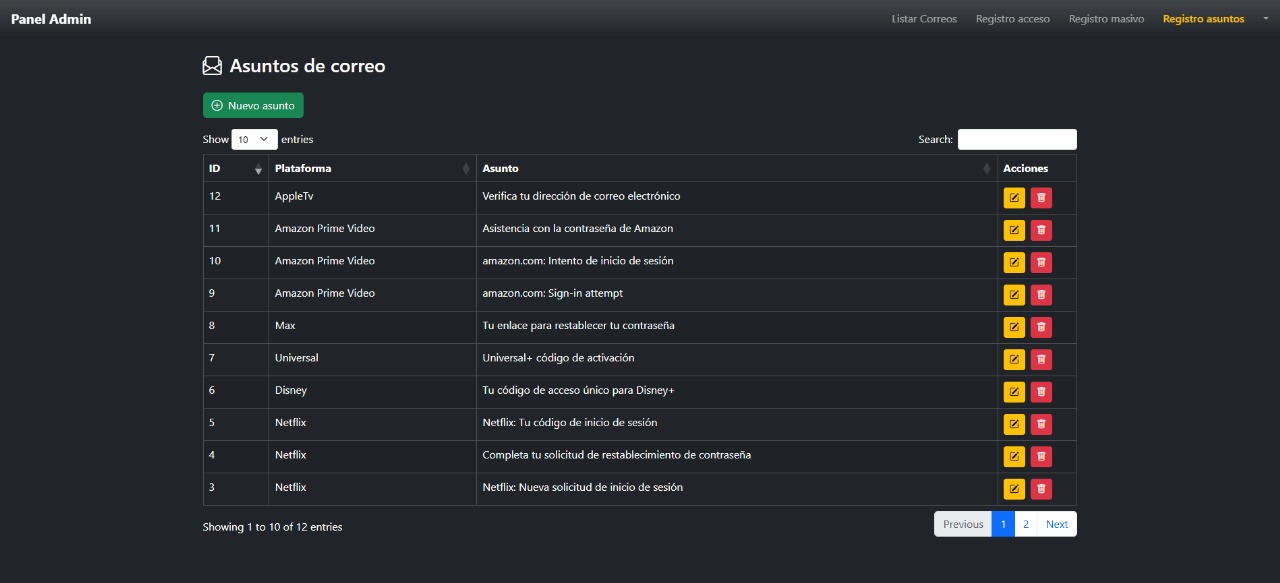 Panel Admin Listar Correos Registro acceso Registro masivo Registro asuntos
Asuntos de correo
Nuevo asunto
Show 10 entries Search:
ID Plataforma Asunto Acciones
12 AppleTv Verifica tu dirección de correo electrónico
11 Amazon Prime Video Asistencia con la contraseña de Amazon
10 Amazon Prime Video amazon.com: Intento de inicio de sesión
9 Amazon Prime Video amazon.com: Sign-in attempt
8 Max Tu enlace para restablecer tu contraseña
7 Universal Universal+ código de activación
6 Disney Tu código de acceso único para Disney+
5 Netflix Netflix: Tu código de inicio de sesión
4 Netflix Completa tu solicitud de restablecimiento de contraseña
3 Netflix Netflix: Nueva solicitud de inicio de sesión
Showing 1 to 10 of 12 entries Previous 1 2 Next